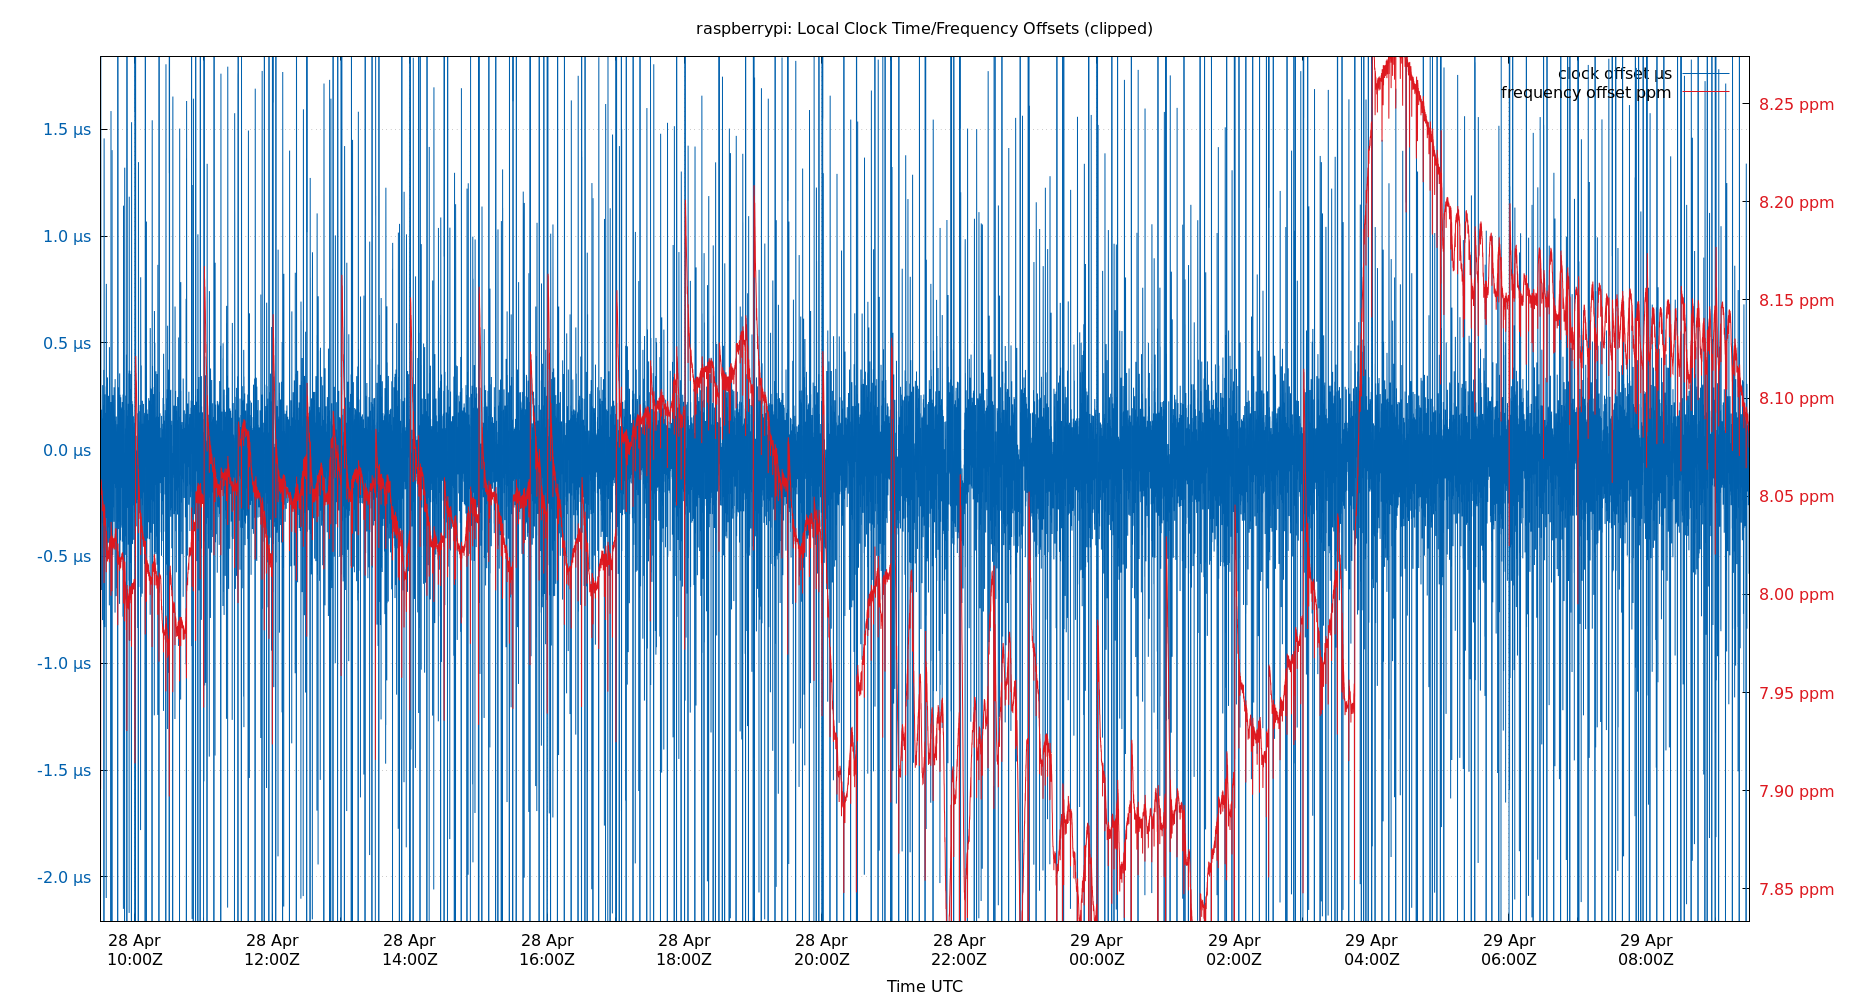 raspberrypi: Local Clock Time/Frequency Offsets (clipped)
clock offset µs
frequency offset ppm
1.5 µs
1.0 µs
0.5 µs
0.0 µs
-0.5 µs
-1.0 µs
-1.5 µs
-2.0 µs
8.25 ppm
8.20 ppm
8.15 ppm
8.10 ppm
8.05 ppm
8.00 ppm
7.95 ppm
7.90 ppm
7.85 ppm
28 Apr 28 Apr 28 Apr 28 Apr 28 Apr 28 Apr 28 Apr 29 Apr 29 Apr 29 Apr 29 Apr 29 Apr
10:00Z 12:00Z 14:00Z 16:00Z 18:00Z 20:00Z 22:00Z 00:00Z 02:00Z 04:00Z 06:00Z 08:00Z
Time UTC